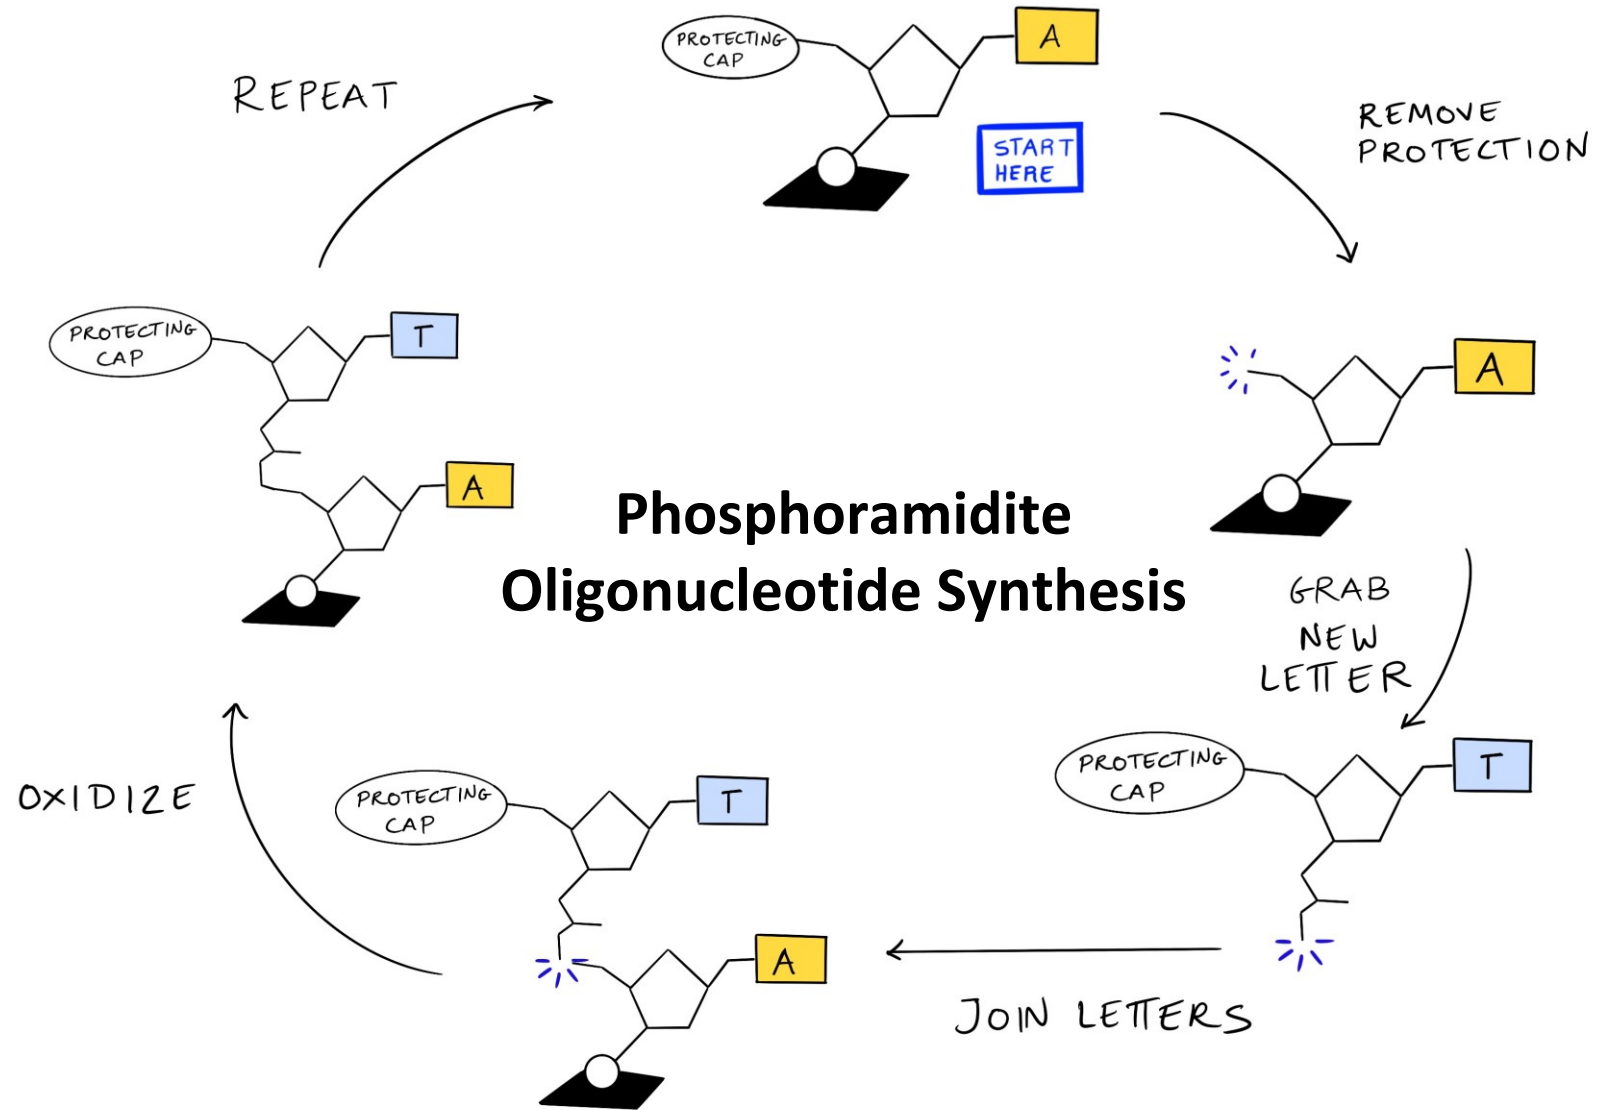 PROTECTING
CAP
A
START
HERE
REMOVE
PROTECTION
A
GRAB
NEW
LETTER
PROTECTING
CAP
T
JOIN LETTERS
PROTECTING
CAP
T
A
OXIDIZE
PROTECTING
CAP
T
A
REPEAT
Phosphoramidite
Oligonucleotide Synthesis